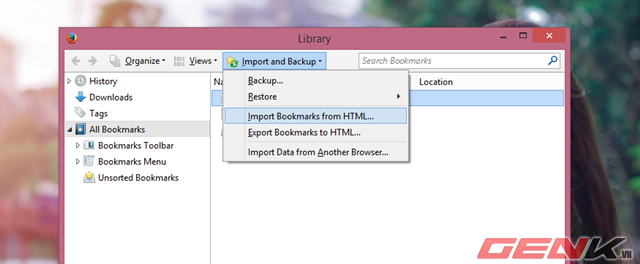 Library
Organize Views Import and Backup Search Bookmarks
History
Downloads
Tags
All Bookmarks
Bookmarks Toolbar
Bookmarks Menu
Unsorted Bookmarks
Na Location
Backup...
Restore
Import Bookmarks from HTML...
Export Bookmarks to HTML...
Import Data from Another Browser...
GENK.VN